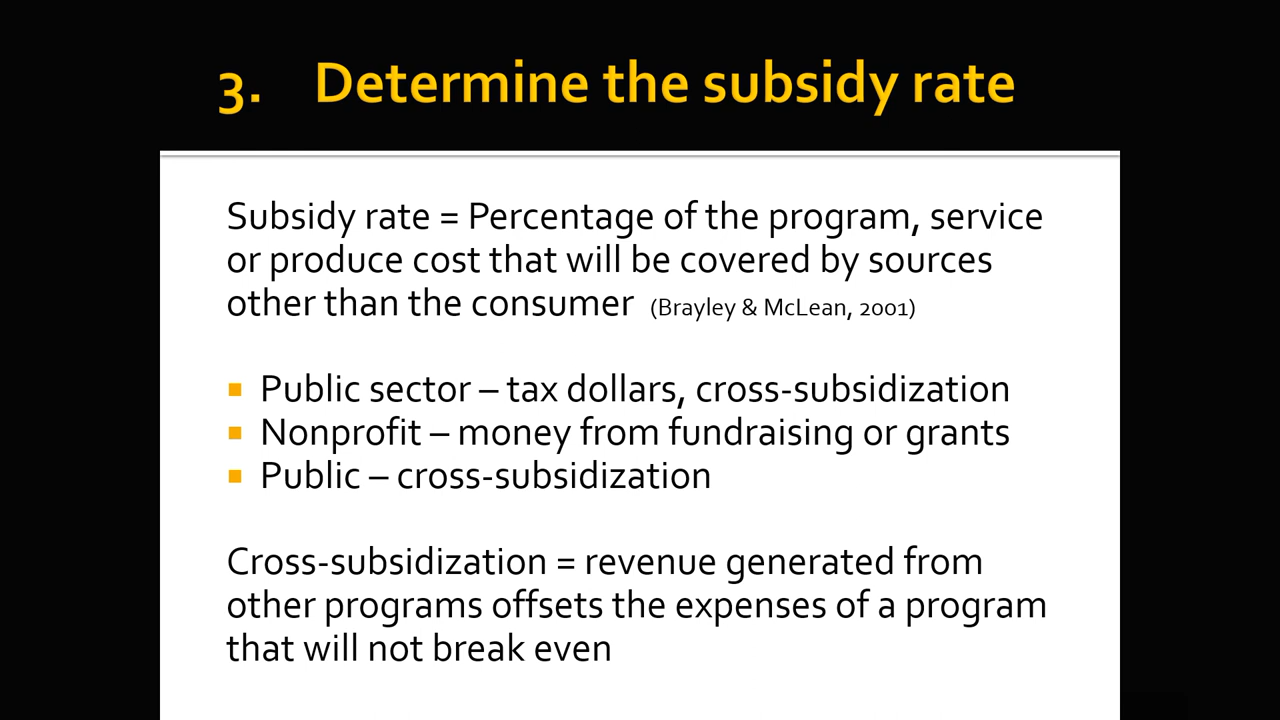 3. Determine the subsidy rate
Subsidy rate = Percentage of the program, service
or produce cost that will be covered by sources
other than the consumer (Brayley & McLean, 2001)
▪ Public sector – tax dollars, cross-subsidization
▪ Nonprofit – money from fundraising or grants
▪ Public – cross-subsidization
Cross-subsidization = revenue generated from
other programs offsets the expenses of a program
that will not break even